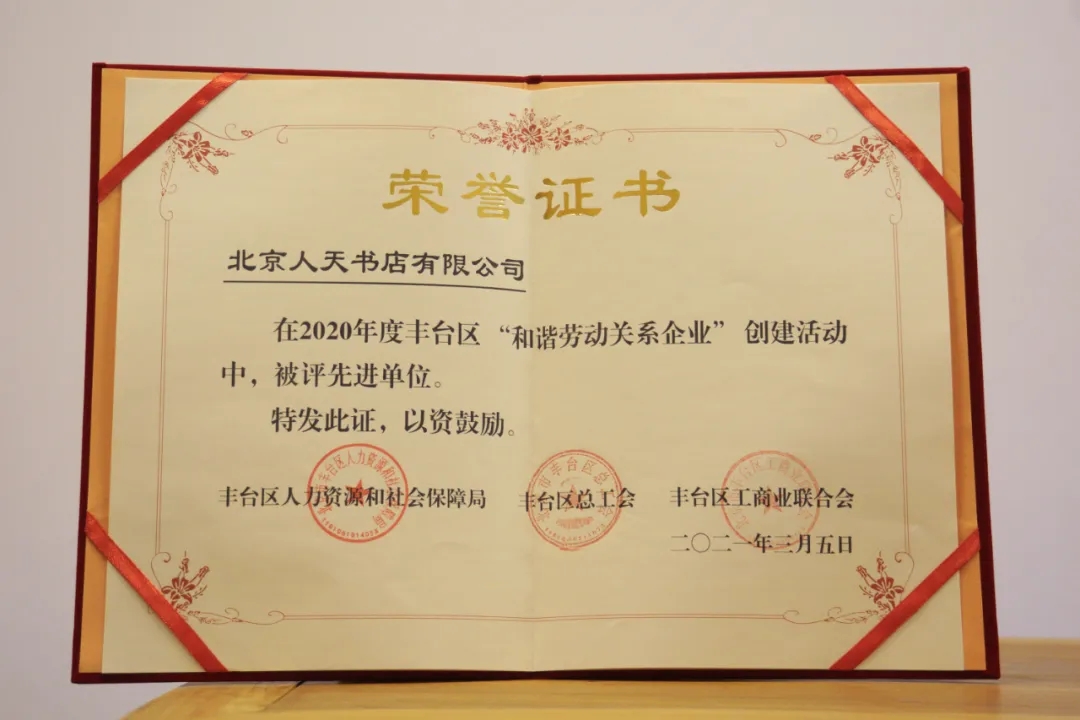 荣誉证书
北京人天书店有限公司
在2020年度丰台区“和谐劳动关系企业”创建活动
中，被评先进单位。
特发此证，以资鼓励。
丰台区人力资源和社会保障局 丰台区总工会 丰台区工商业联合会
二〇二一年三月五日